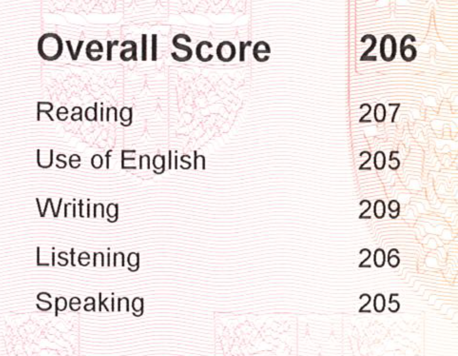 Overall Score 206
Reading 207
Use of English 205
Writing 209
Listening 206
Speaking 205